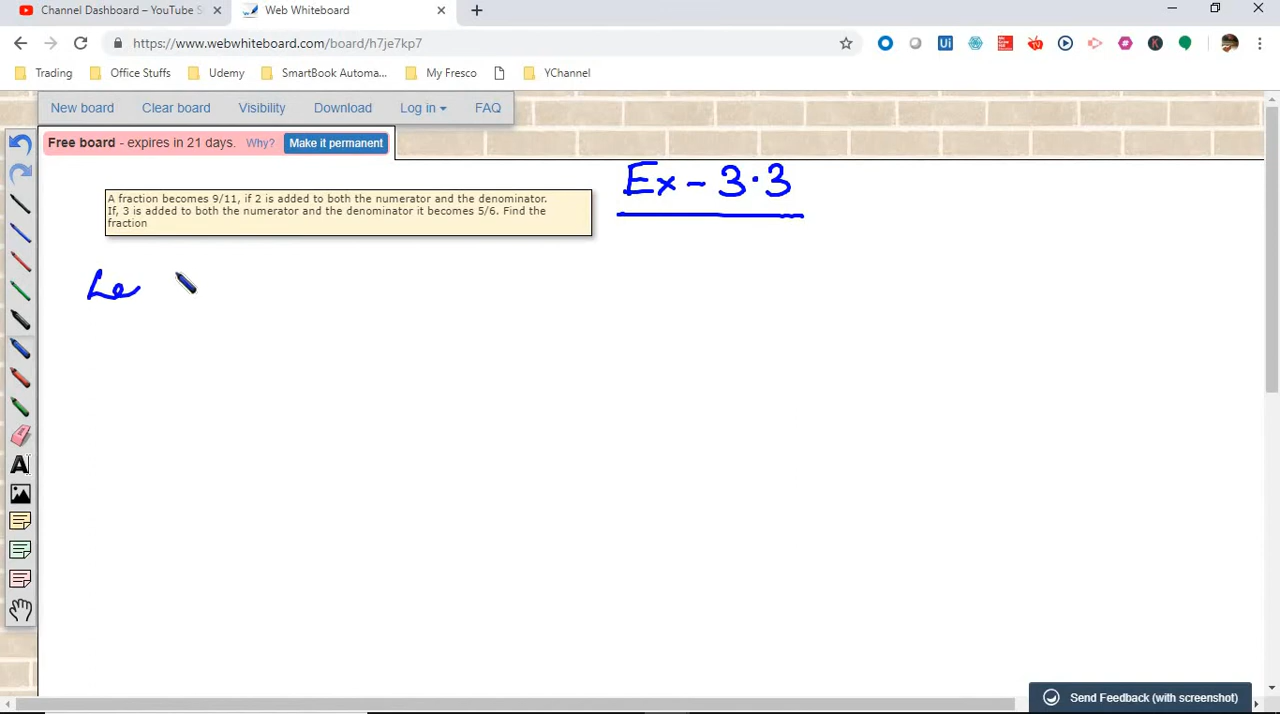 Channel Dashboard – YouTube S
Web Whiteboard
https://www.webwhiteboard.com/board/h7je7kp7
Trading
Office Stuffs
Udemy
SmartBook Automa...
My Fresco
YChannel
New board
Clear board
Visibility
Download
Log in
FAQ
Free board - expires in 21 days. Why? Make it permanent
Ex - 3.3
A fraction becomes 9/11, if 2 is added to both the numerator and the denominator.
If, 3 is added to both the numerator and the denominator it becomes 5/6. Find the
fraction
Le
A
Send Feedback (with screenshot)